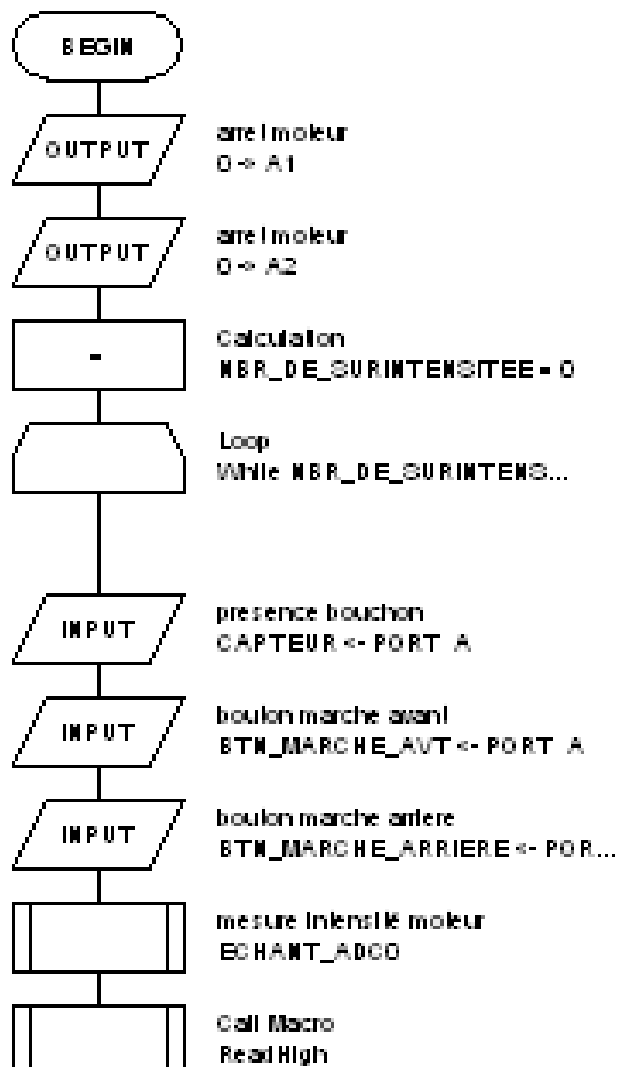 BEGIN
OUTPUT
arret moteur
0 -> A1
OUTPUT
arret moteur
0 -> A2
=
Calculation
NBR_DE_SURINTENSITEE = 0
Loop
While NBR_DE_SURINTENS...
INPUT
presence bouchon
CAPTEUR <- PORT A
INPUT
bouton marche avant
BTN_MARCHE_AVT <- PORT A
INPUT
bouton marche arriere
BTN_MARCHE_ARRIERE <- POR...
mesure intensité moteur
ECHANT_ADC0
Call Macro
ReadHigh